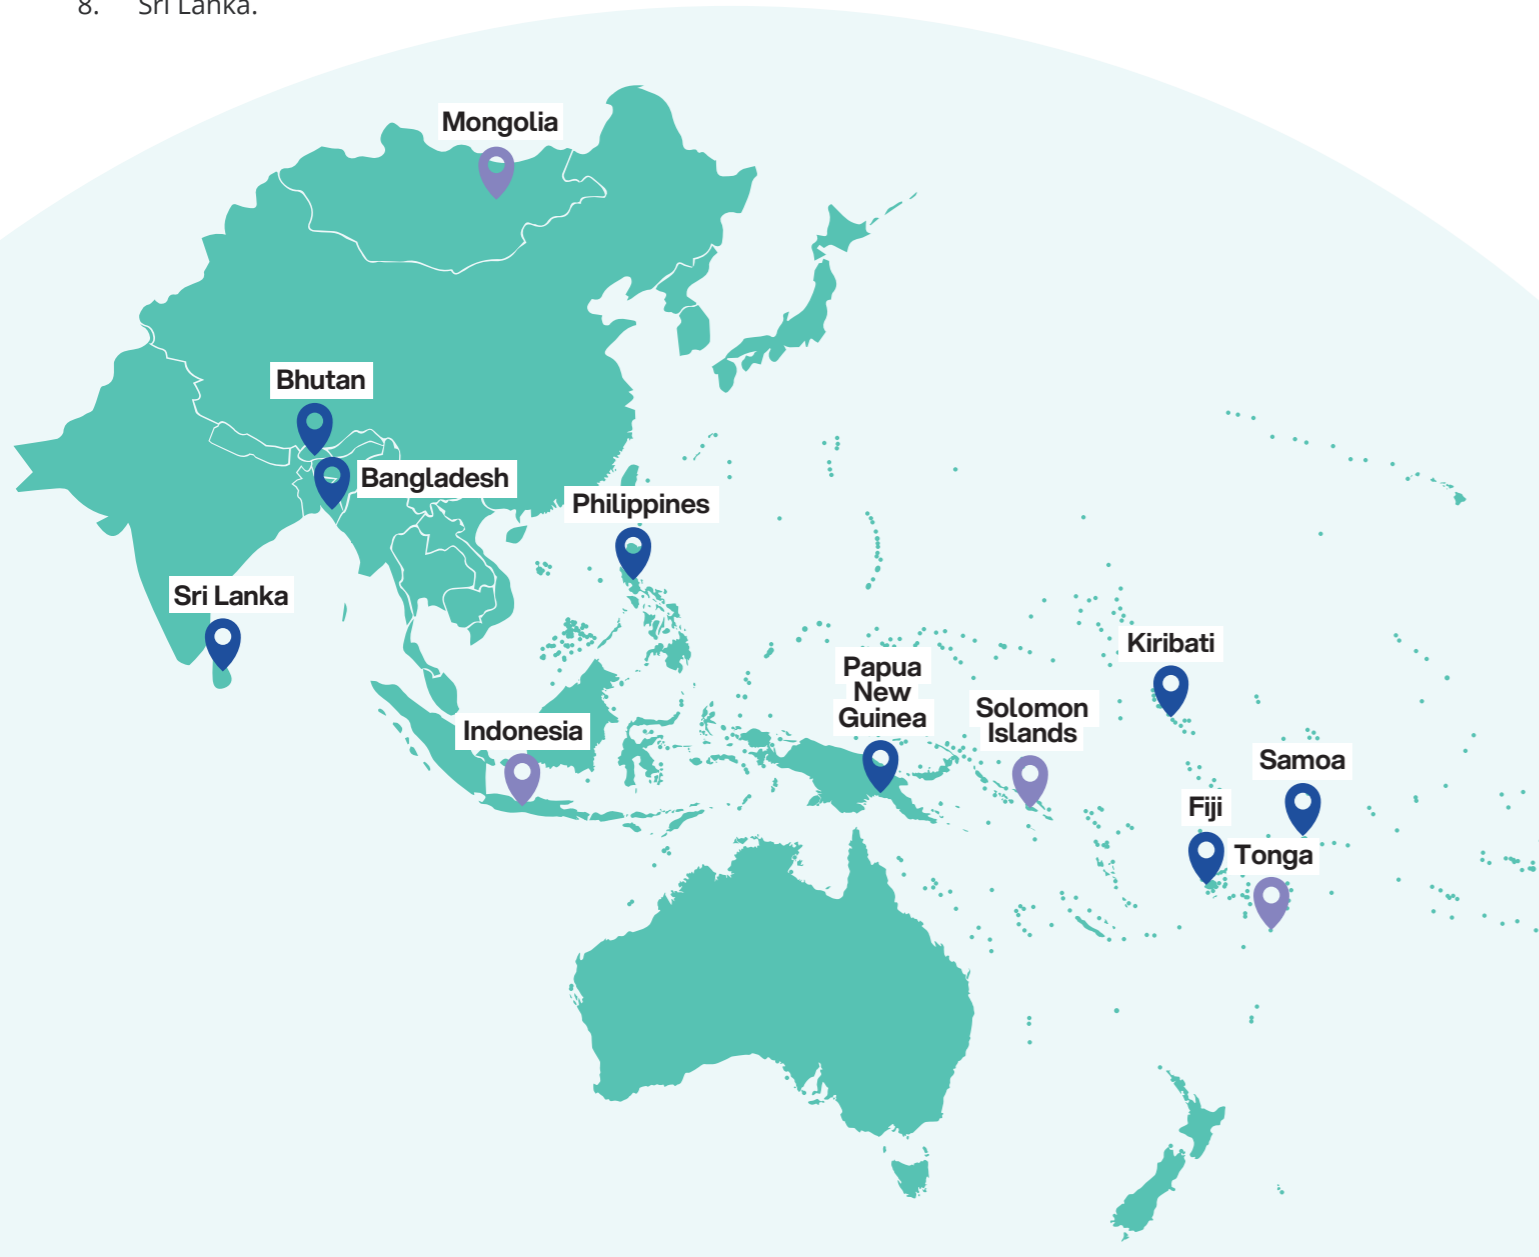 8. Sri Lanka.
Mongolia
Bhutan
Bangladesh
Philippines
Sri Lanka
Kiribati
Papua
New
Guinea
Solomon
Islands
Indonesia
Samoa
Fiji
Tonga